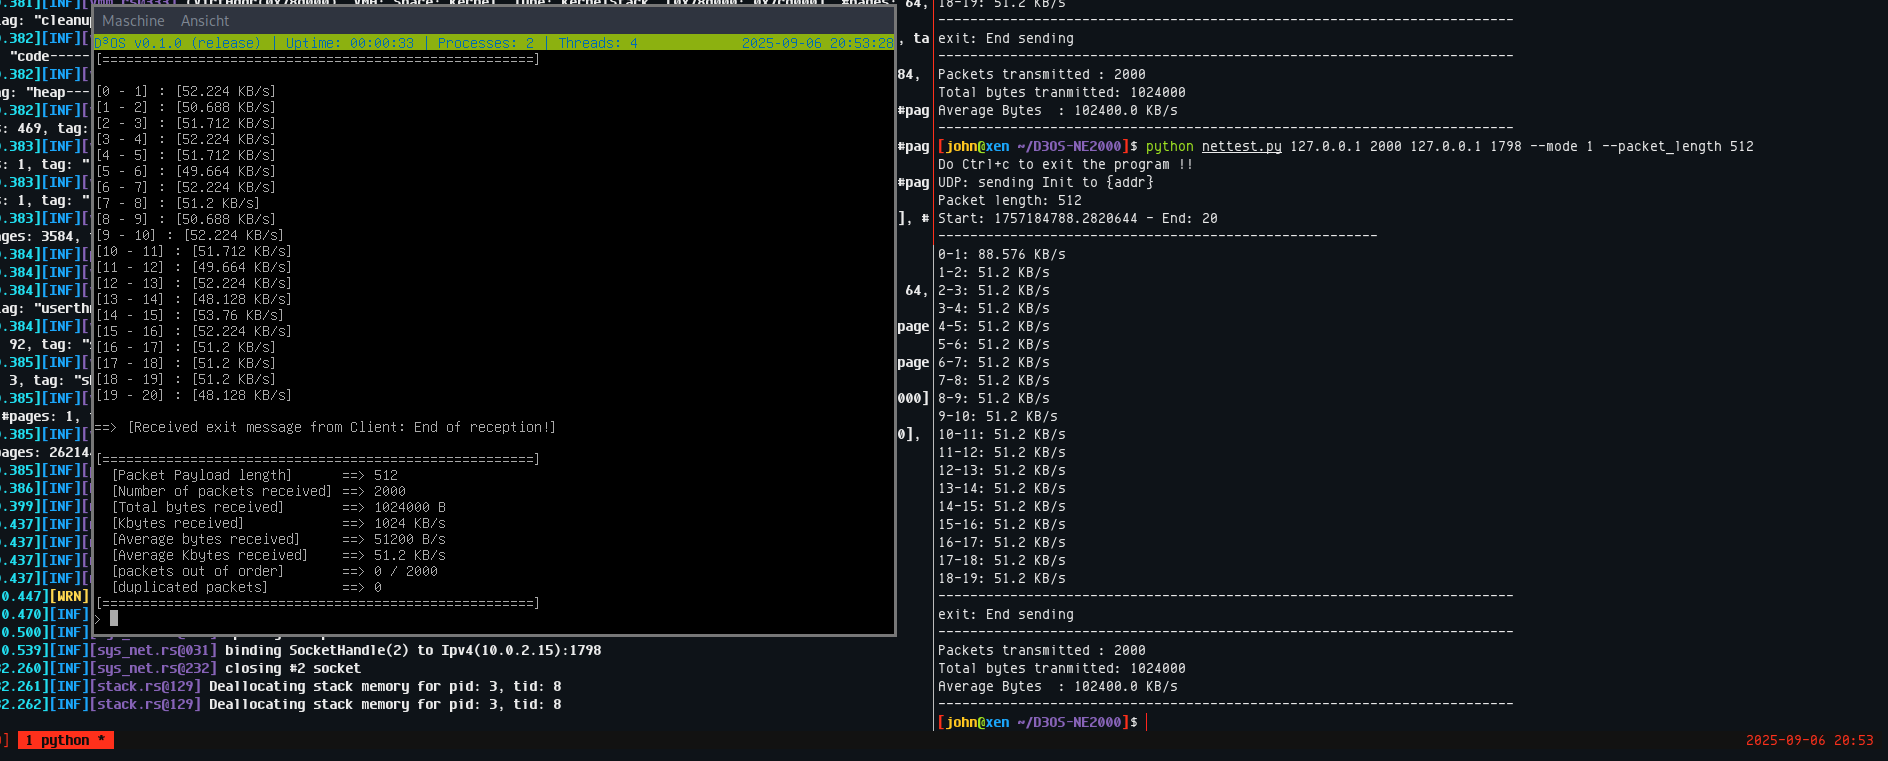 Maschine Ansicht
D³OS v0.1.0 (release) | Uptime: 00:00:33 | Processes: 2 | Threads: 4 2025-09-06 20:53:28
[======================================================]
[0 - 1] : [52.224 KB/s]
[1 - 2] : [50.688 KB/s]
[2 - 3] : [51.712 KB/s]
[3 - 4] : [52.224 KB/s]
[4 - 5] : [51.712 KB/s]
[5 - 6] : [49.664 KB/s]
[6 - 7] : [52.224 KB/s]
[7 - 8] : [51.2 KB/s]
[8 - 9] : [50.688 KB/s]
[9 - 10] : [52.224 KB/s]
[10 - 11] : [51.712 KB/s]
[11 - 12] : [49.664 KB/s]
[12 - 13] : [52.224 KB/s]
[13 - 14] : [48.128 KB/s]
[14 - 15] : [53.76 KB/s]
[15 - 16] : [52.224 KB/s]
[16 - 17] : [51.2 KB/s]
[17 - 18] : [51.2 KB/s]
[18 - 19] : [51.2 KB/s]
[19 - 20] : [48.128 KB/s]
==> [Received exit message from Client: End of reception!]
[======================================================]
[Packet Payload length] ==> 512
[Number of packets received] ==> 2000
[Total bytes received] ==> 1024000 B
[Kbytes received] ==> 1024 KB/s
[Average bytes received] ==> 51200 B/s
[Average Kbytes received] ==> 51.2 KB/s
[packets out of order] ==> 0 / 2000
[duplicated packets] ==> 0
[======================================================]
>
.381][INF]
tag: "cleanup
.382][INF]
"code-----
.382][INF]
ag: "heap---
.382][INF]
: 469, tag:
.383][INF]
: 1, tag: "
.383][INF]
: 1, tag: "
.383][INF]
ages: 3584,
.384][INF]
.384][INF]
.384][INF]
ag: "userth
.384][INF]
92, tag: "
.385][INF]
3, tag: "s
.385][INF]
#pages: 1,
.385][INF]
ages: 26214
.385][INF]
.386][INF]
.399][INF]
.437][INF]
.437][INF]
.437][INF]
.437][INF]
0.447][WRN]
0.470][INF]
0.500][INF]
0.539][INF][sys_net.rs@031] binding SocketHandle(2) to Ipv4(10.0.2.15):1798
32.260][INF][sys_net.rs@232] closing #2 socket
32.261][INF][stack.rs@129] Deallocating stack memory for pid: 3, tid: 8
32.262][INF][stack.rs@129] Deallocating stack memory for pid: 3, tid: 8
64,
, ta
84,
#pag
#pag
#pag
], #
64,
page
page
000]
0],
18-19: 51.2 KB/s
------------------------------------------------------------------------
exit: End sending
------------------------------------------------------------------------
Packets transmitted : 2000
Total bytes tranmitted: 1024000
Average Bytes  : 102400.0 KB/s
------------------------------------------------------------------------
[john@xen ~/D3OS-NE2000]$ python nettest.py 127.0.0.1 2000 127.0.0.1 1798 --mode 1 --packet_length 512
Do Ctrl+c to exit the program !!
UDP: sending Init to {addr}
Packet length: 512
Start: 1757184788.2820644 - End: 20
-------------------------------------------------------
0-1: 88.576 KB/s
1-2: 51.2 KB/s
2-3: 51.2 KB/s
3-4: 51.2 KB/s
4-5: 51.2 KB/s
5-6: 51.2 KB/s
6-7: 51.2 KB/s
7-8: 51.2 KB/s
8-9: 51.2 KB/s
9-10: 51.2 KB/s
10-11: 51.2 KB/s
11-12: 51.2 KB/s
12-13: 51.2 KB/s
13-14: 51.2 KB/s
14-15: 51.2 KB/s
15-16: 51.2 KB/s
16-17: 51.2 KB/s
17-18: 51.2 KB/s
18-19: 51.2 KB/s
------------------------------------------------------------------------
exit: End sending
------------------------------------------------------------------------
Packets transmitted : 2000
Total bytes tranmitted: 1024000
Average Bytes  : 102400.0 KB/s
------------------------------------------------------------------------
[john@xen ~/D3OS-NE2000]$
] 1 python * 2025-09-06 20:53